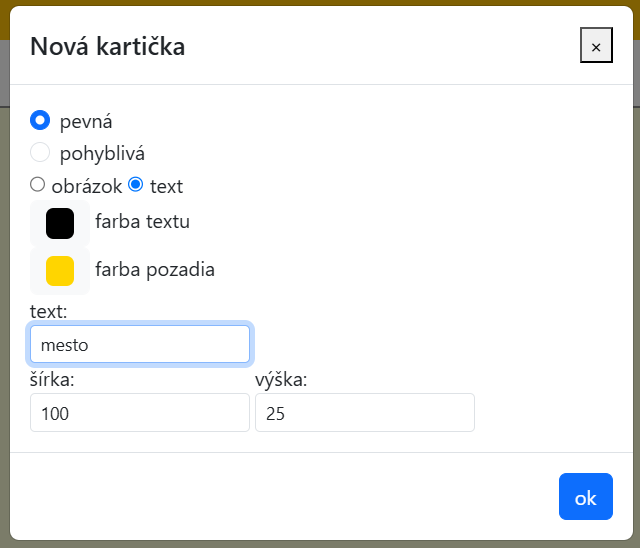 Nová kartička ×
pevná
pohyblivá
obrázok text
farba textu
farba pozadia
text:
mesto
šírka: výška:
100 25
ok